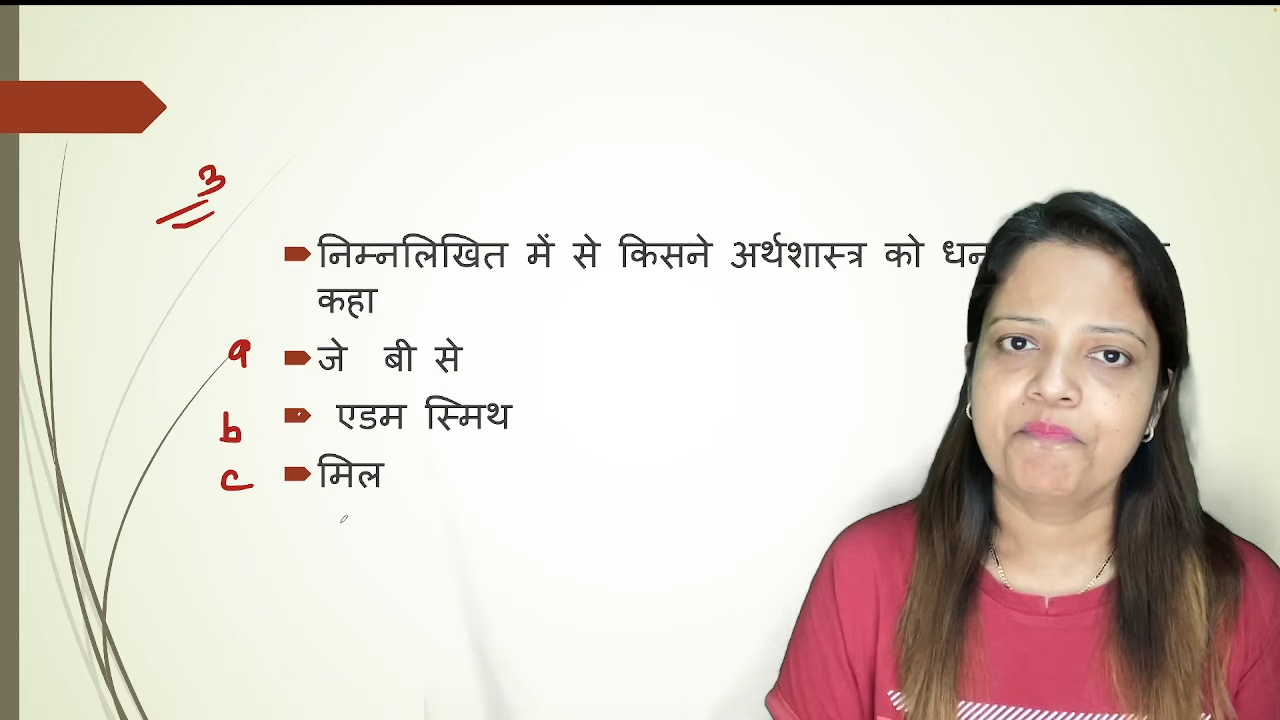 3
निम्नलिखित में से किसने अर्थशास्त्र को धन
कहा
a जे बी से
b एडम स्मिथ
c मिल